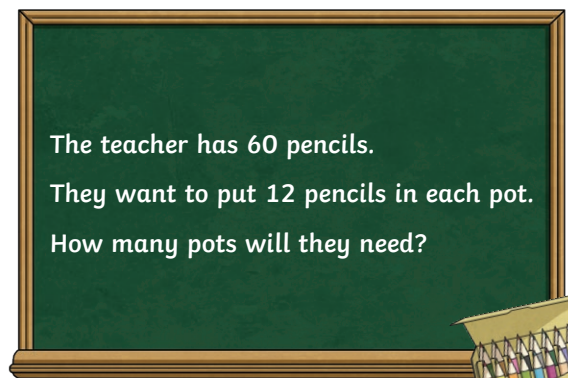 The teacher has 60 pencils.
They want to put 12 pencils in each pot.
How many pots will they need?